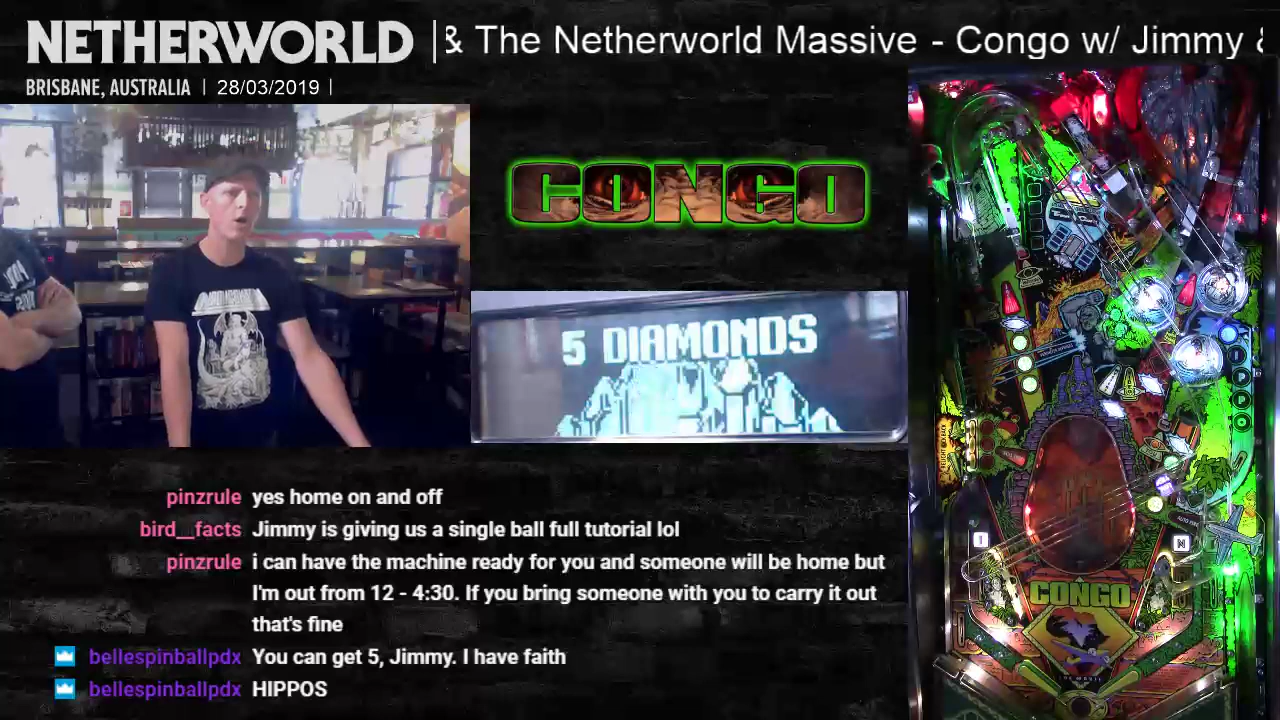 NETHERWORLD
& The Netherworld Massive - Congo w/ Jimmy &
BRISBANE, AUSTRALIA | 28/03/2019 |
CONGO
5 DIAMONDS
pinzrule yes home on and off
bird__facts Jimmy is giving us a single ball full tutorial lol
pinzrule i can have the machine ready for you and someone will be home but
I'm out from 12 - 4:30. If you bring someone with you to carry it out
that's fine
bellespinballpdx You can get 5, Jimmy. I have faith
bellespinballpdx HIPPOS
CONGO